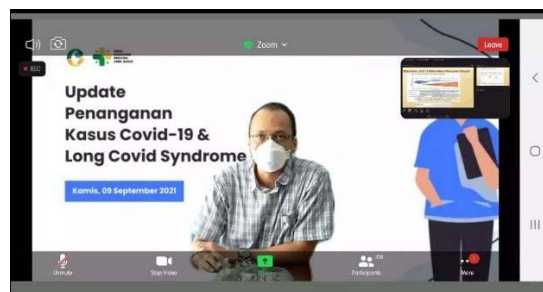 Zoom
Leave
REC
Update
Penanganan
Kasus Covid-19 &
Long Covid Syndrome
Kamis, 09 September 2021
Unmute
Stop Video
Participants
More